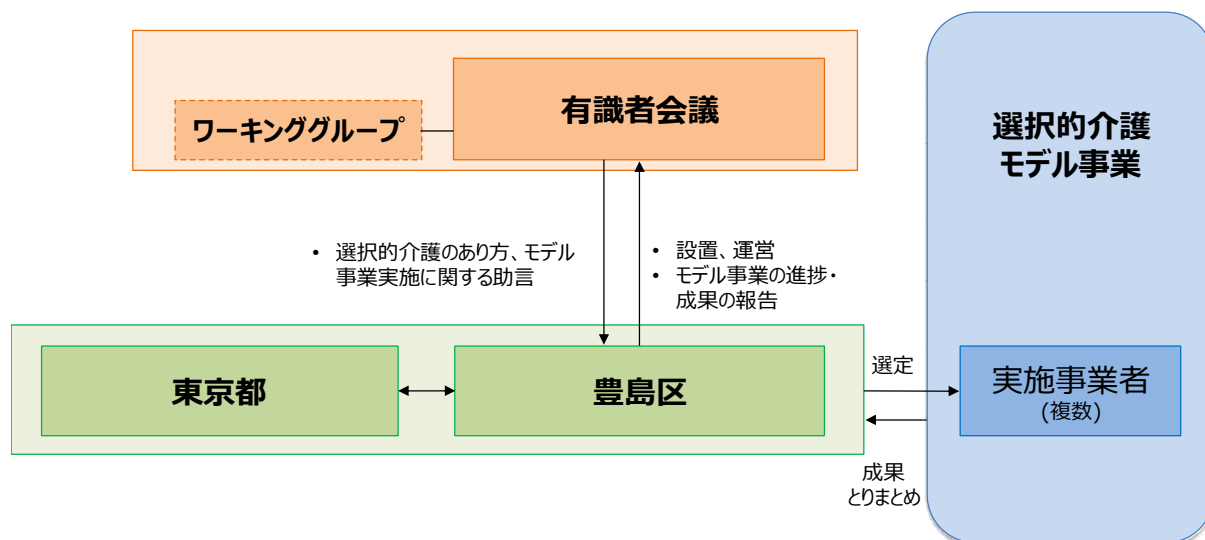 有識者会議
ワーキンググループ
選択的介護
モデル事業
• 選択的介護のあり方、モデル
事業実施に関する助言
• 設置、運営
• モデル事業の進捗・
成果の報告
東京都
豊島区
選定
実施事業者
(複数)
成果
とりまとめ